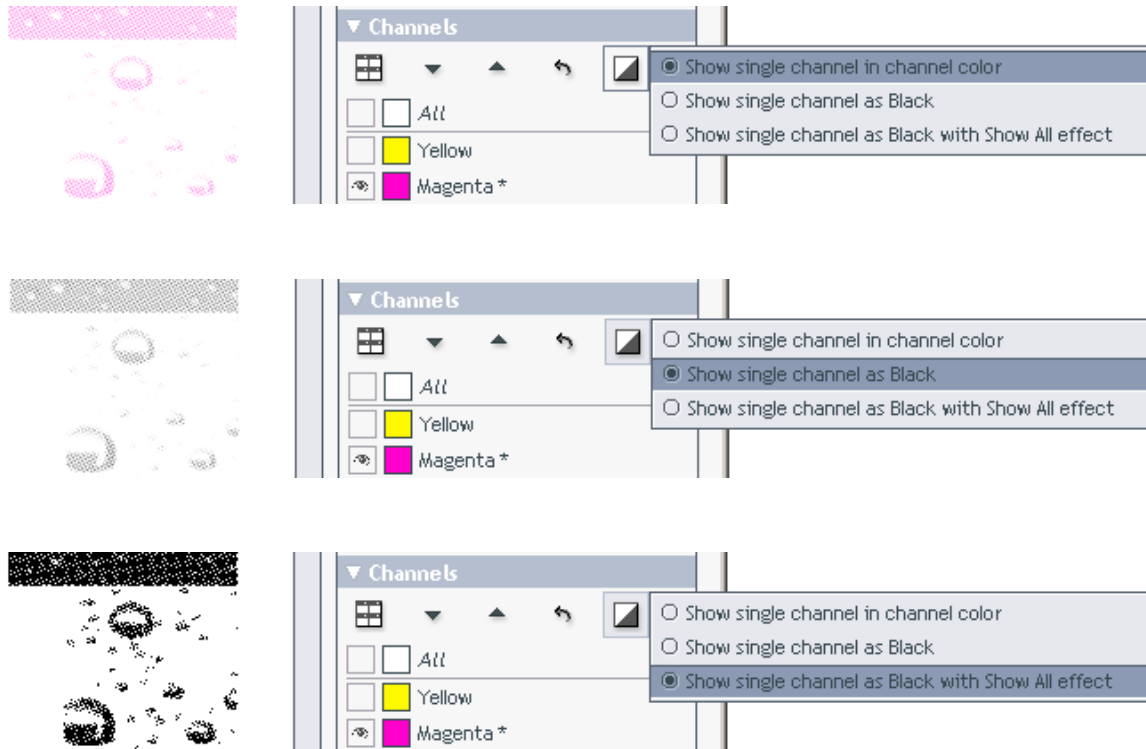 Channels
Show single channel in channel color
Show single channel as Black
All
Show single channel as Black with Show All effect
Yellow
Magenta *
Channels
Show single channel in channel color
Show single channel as Black
All
Show single channel as Black with Show All effect
Yellow
Magenta *
Channels
Show single channel in channel color
Show single channel as Black
All
Show single channel as Black with Show All effect
Yellow
Magenta *